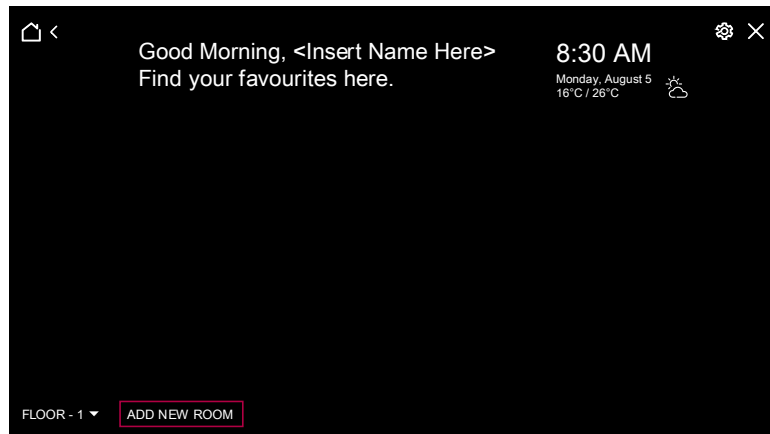 Good Morning, <Insert Name Here>
Find your favourites here.
8:30 AM
Monday, August 5
16°C / 26°C
FLOOR - 1
ADD NEW ROOM